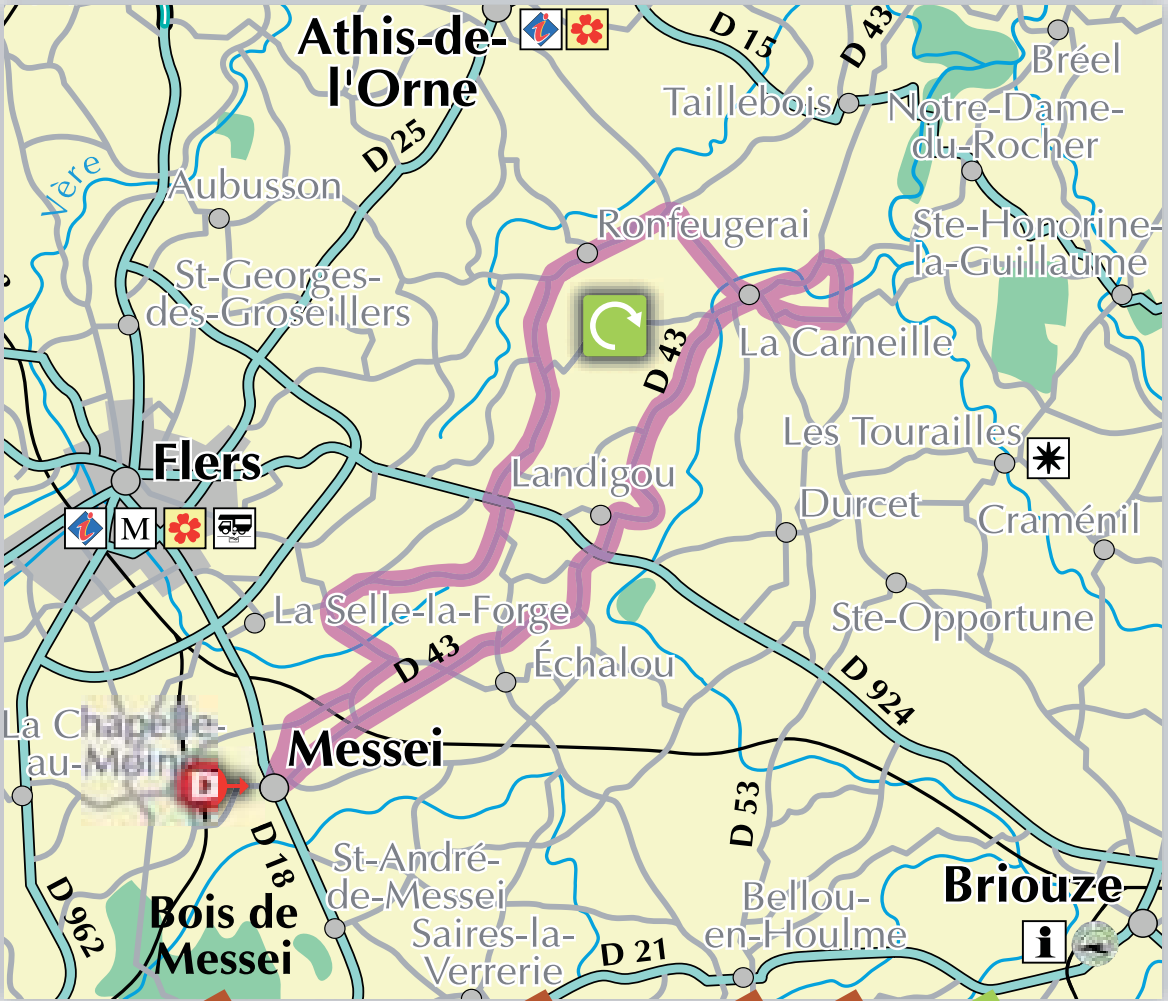 Athis-de-
l'Orne
D 15
D 43
Bréel
Taillebois
Notre-Dame-
du-Rocher
D 25
Vère
Aubusson
Ronfeugerai
Ste-Honorine-
la-Guillaume
St-Georges-
des-Groseillers
D 43
La Carneille
Flers
Landigou
Les Tourailles
Durcet
Craménil
M
La Selle-la-Forge
Ste-Opportune
D 43
Échalou
D 924
La Chapelle-
au-Moine
Messei
D
D 53
D 18
St-André-
de-Messei
Briouze
Bellou-
en-Houlme
D 962
Bois de
Messei
Saires-la-
Verrerie
D 21